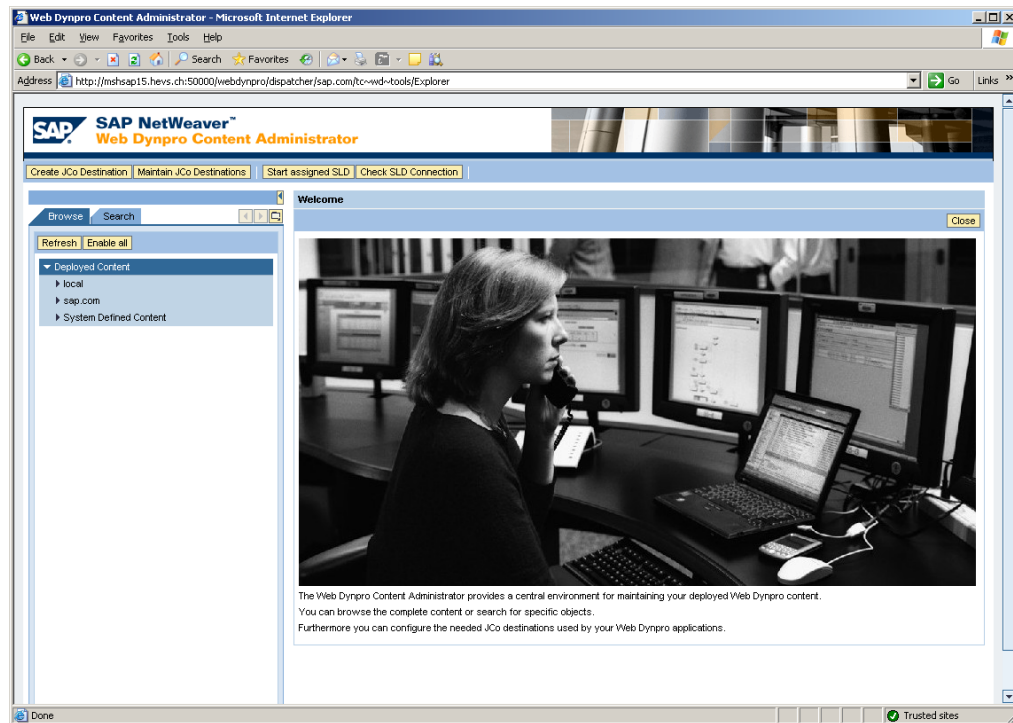 Web Dynpro Content Administrator - Microsoft Internet Explorer
File Edit View Favorites Tools Help
Back Search Favorites
Address http://mshsap15.hevs.ch:50000/webdynpro/dispatcher/sap.com/tc~wd~tools/Explorer Go Links »
SAP SAP NetWeaver™
Web Dynpro Content Administrator
Create JCo Destination Maintain JCo Destinations Start assigned SLD Check SLD Connection
Welcome
Browse Search
Close
Refresh Enable all
Deployed Content
local
sap.com
System Defined Content
The Web Dynpro Content Administrator provides a central environment for maintaining your deployed Web Dynpro content.
You can browse the complete content or search for specific objects.
Furthermore you can configure the needed JCo destinations used by your Web Dynpro applications.
Done Trusted sites